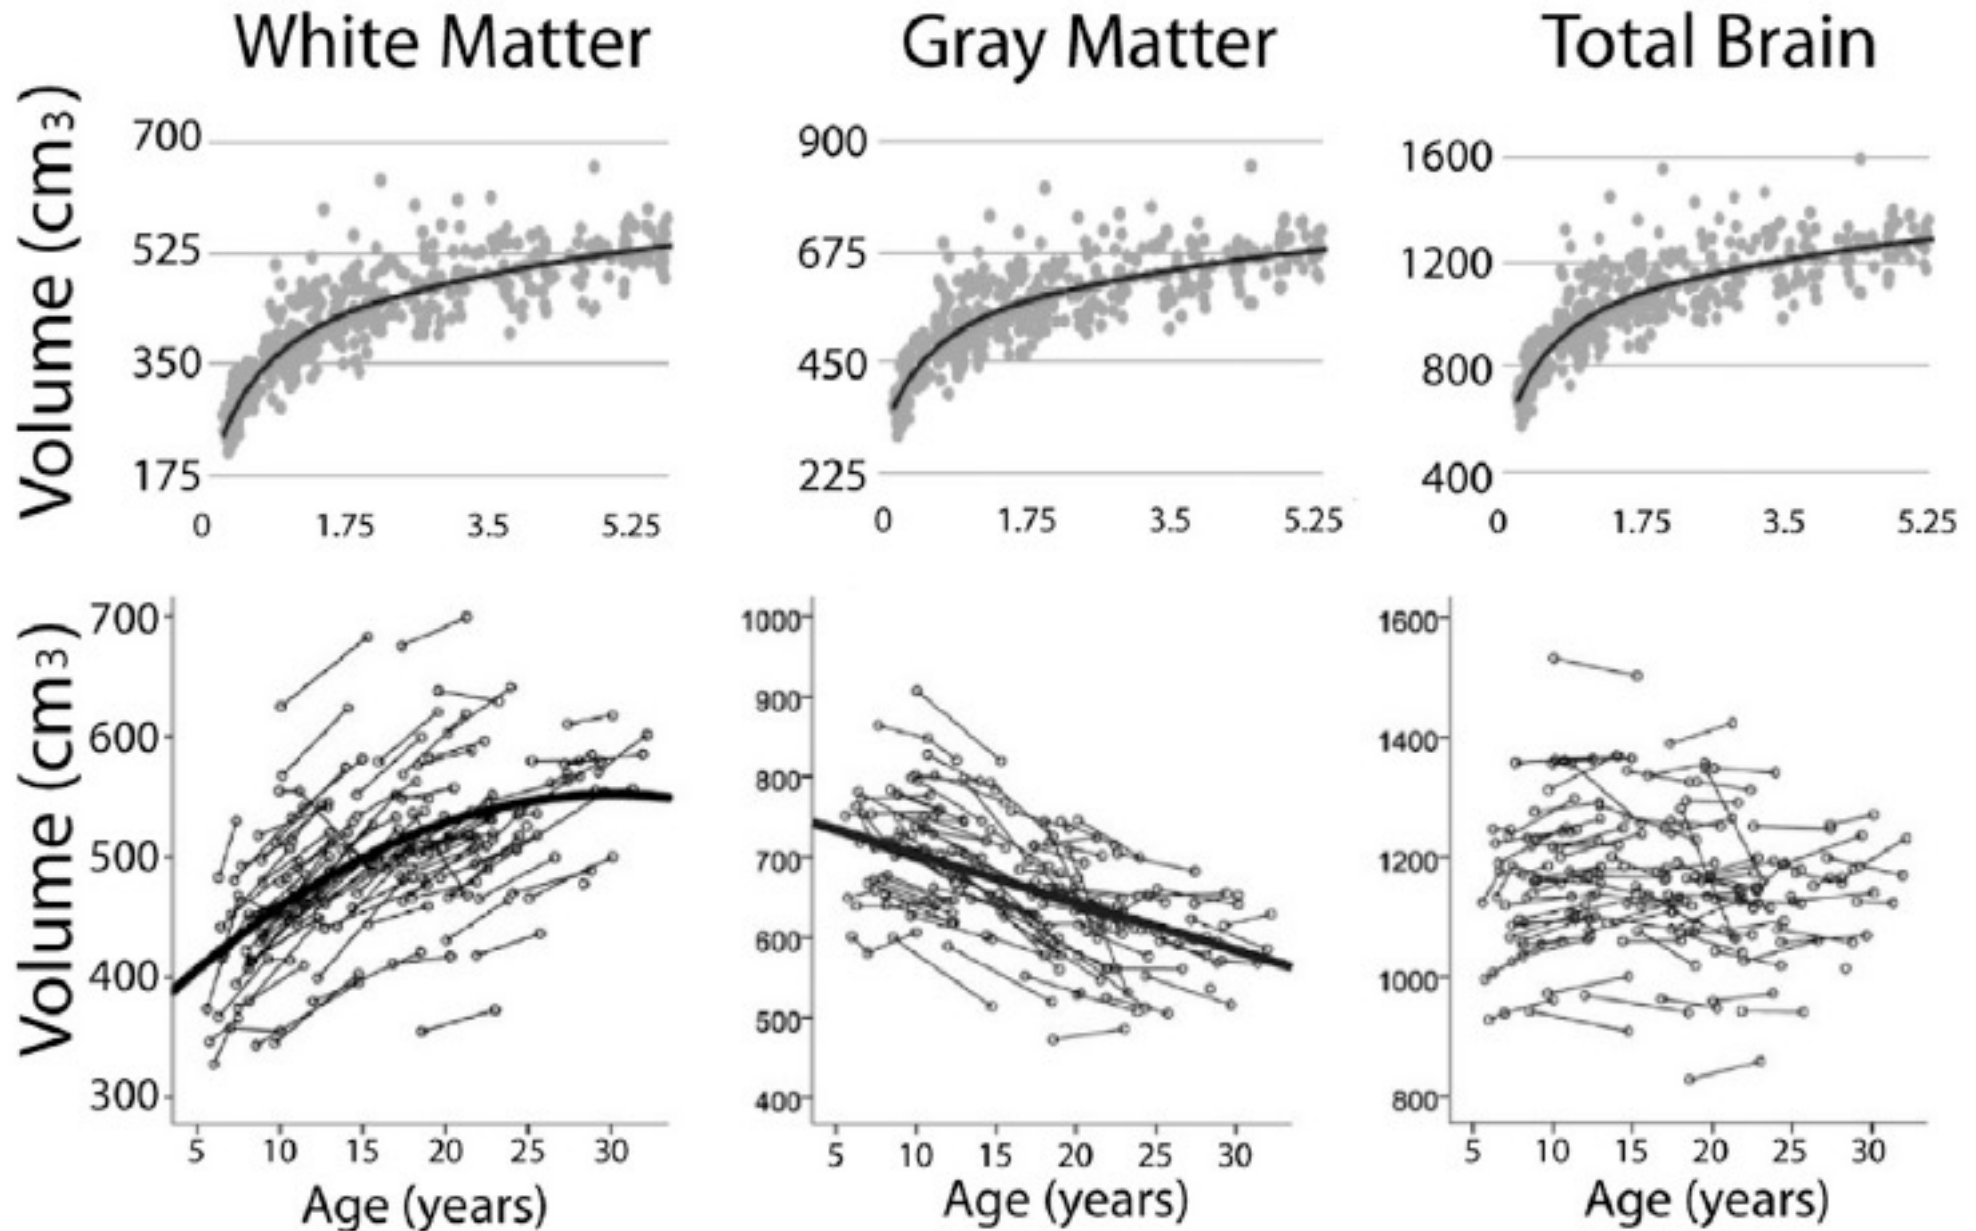 White Matter Gray Matter Total Brain
Volume (cm3)
700 900 1600
525 675 1200
350 450 800
175 225 400
0 1.75 3.5 5.25 0 1.75 3.5 5.25 0 1.75 3.5 5.25
Volume (cm3)
700 1000 1600
600 900 1400
500 800 1200
400 700 1000
300 600 800
500
400
5 10 15 20 25 30 5 10 15 20 25 30 5 10 15 20 25 30
Age (years) Age (years) Age (years)